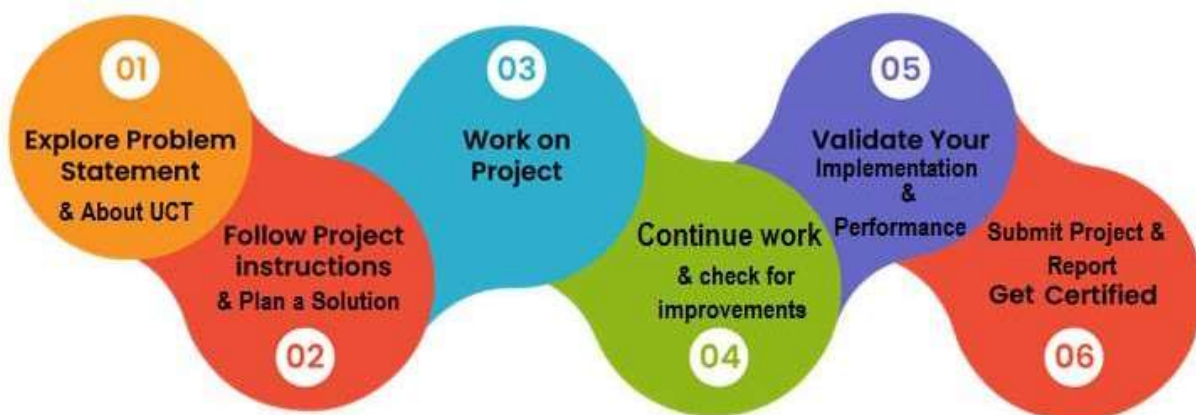 01
Explore Problem
Statement
& About UCT
Follow Project
instructions
& Plan a Solution
02
03
Work on
Project
Continue work
& check for
improvements
04
05
Validate Your
Implementation
&
Performance
Submit Project &
Report
Get Certified
06